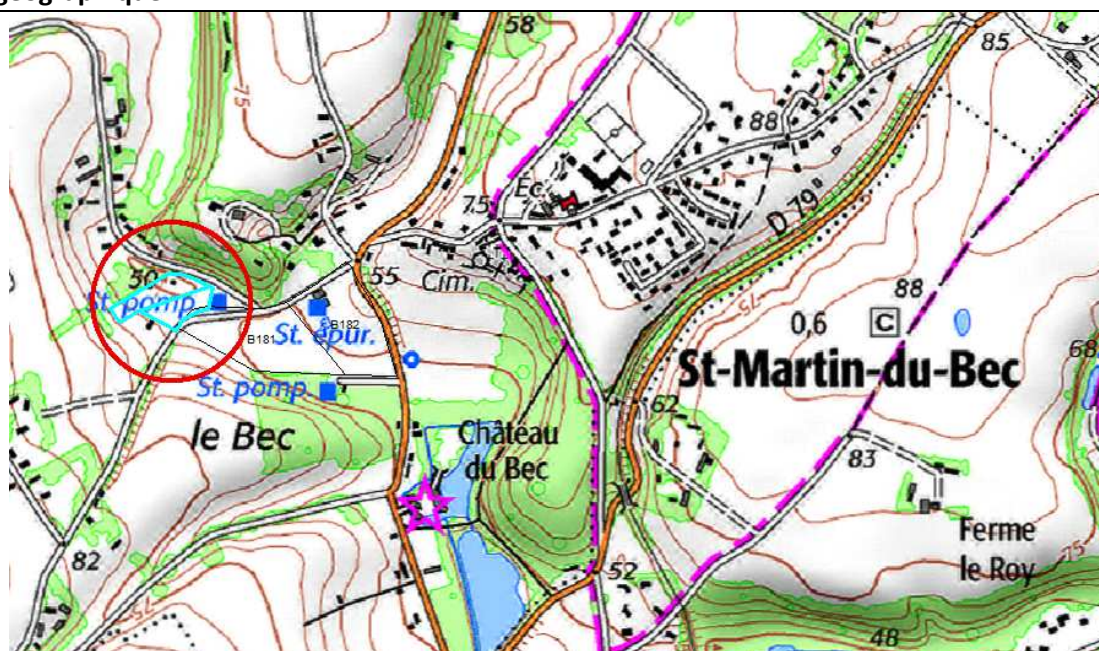 58
85
75
88
Ec.
75
D 79
50
55
Cim.
St. pomp.
B181
B182
St. épur.
75
88
0,6
C
68
St-Martin-du-Bec
St. pomp.
le Bec
62
Château
du Bec
83
Ferme
le Roy
82
52
75
75
48